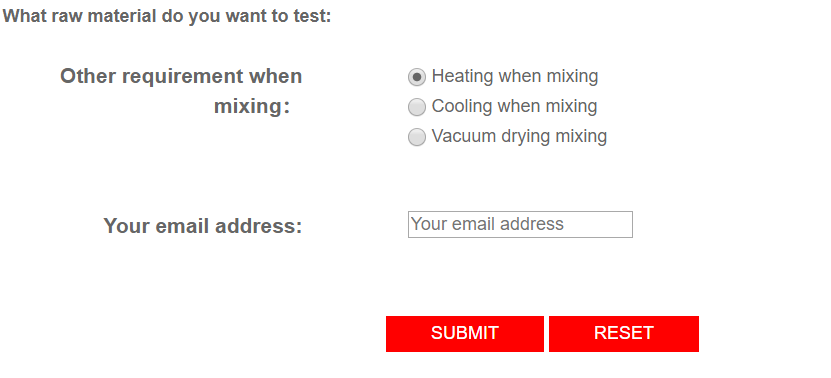 What raw material do you want to test:
Other requirement when
mixing:
Heating when mixing
Cooling when mixing
Vacuum drying mixing
Your email address:
Your email address
SUBMIT
RESET